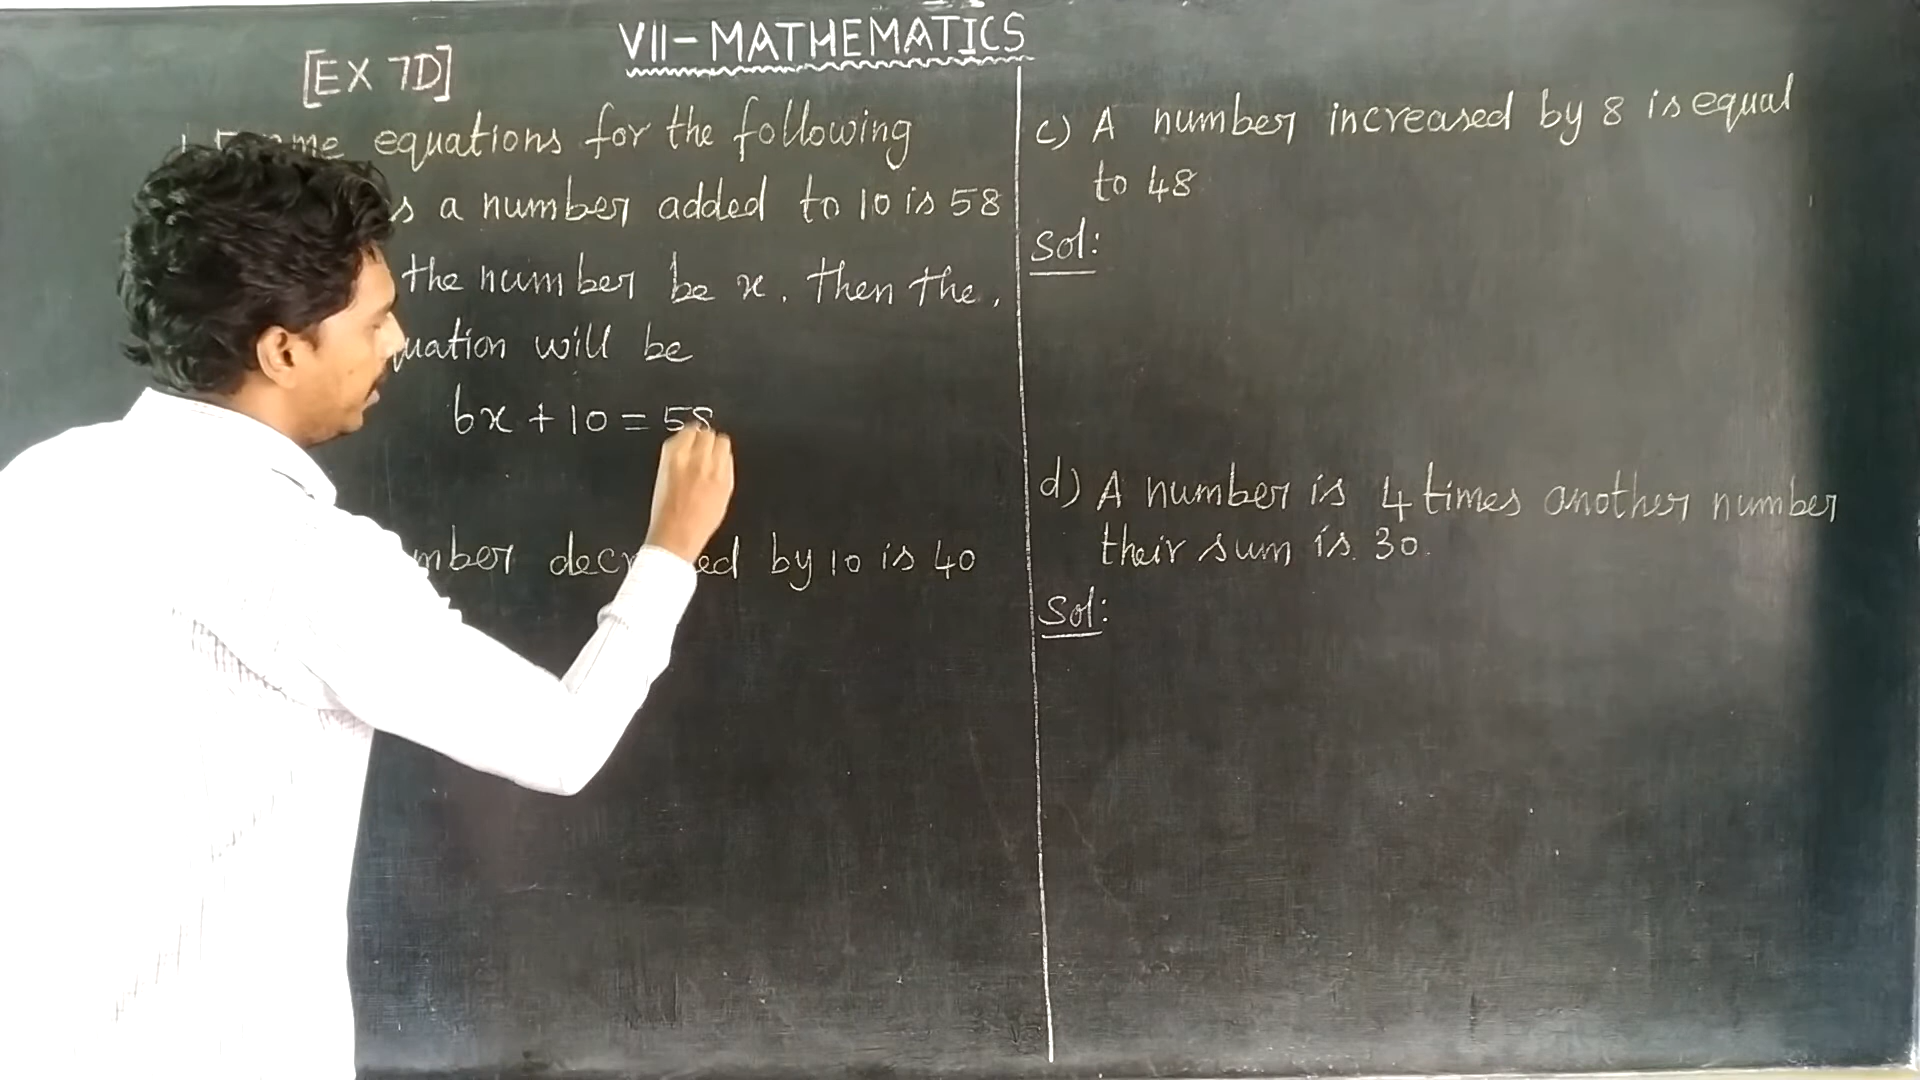 VII-MATHEMATICS
[EX 7D]
equations for the following
a number added to 10 is 58
the number be x. Then the,
will be
6x + 10 = 58
by 10 is 40
c) A number increased by 8 is equal
to 48
Sol:
d) A number is 4 times another number
their sum is 30.
Sol: